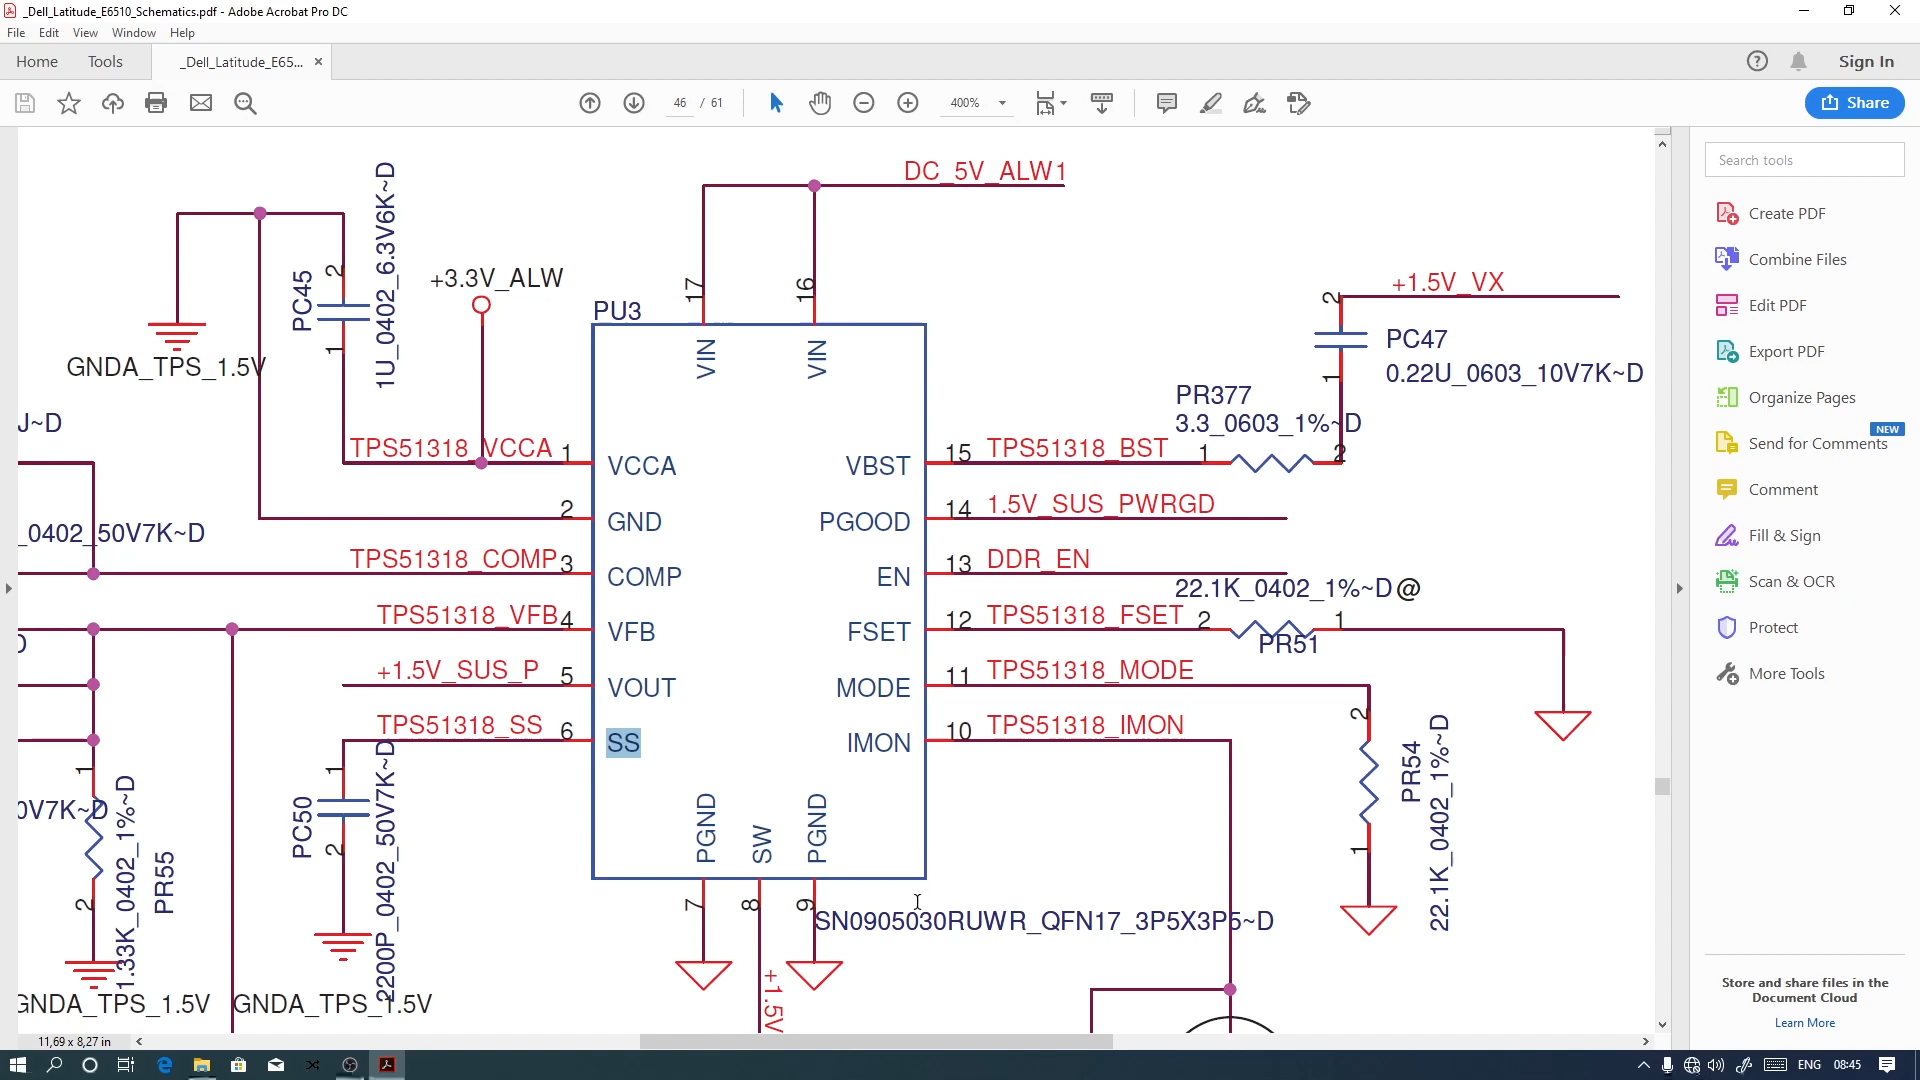 _Dell_Latitude_E6510_Schematics.pdf - Adobe Acrobat Pro DC
File Edit View Window Help
Home Tools _Dell_Latitude_E65... × Sign In
46 / 61 400% Share
DC_5V_ALW1
PC45
2
1
1U_0402_6.3V6K~D
+3.3V_ALW
GNDA_TPS_1.5V
PU3
17
16
VIN
VIN
+1.5V_VX
2
1
PC47
0.22U_0603_10V7K~D
PR377
3.3_0603_1%~D
J~D
TPS51318_VCCA 1 VCCA
VBST 15 TPS51318_BST 1 2
_0402_50V7K~D
2 GND
PGOOD 14 1.5V_SUS_PWRGD
TPS51318_COMP 3 COMP
EN 13 DDR_EN
22.1K_0402_1%~D @
TPS51318_VFB 4 VFB
FSET 12 TPS51318_FSET 2 1
PR51
D
+1.5V_SUS_P 5 VOUT
MODE 11 TPS51318_MODE
TPS51318_SS 6 SS
IMON 10 TPS51318_IMON
2
1
PR54
22.1K_0402_1%~D
0V7K~D
1
2
1.33K_0402_1%~D
PR55
PC50
1
2
2200P_0402_50V7K~D
PGND
SW
PGND
7
8
9
SN0905030RUWR_QFN17_3P5X3P5~D
+1.5V
GNDA_TPS_1.5V GNDA_TPS_1.5V
11,69 x 8,27 in
Search tools
Create PDF
Combine Files
Edit PDF
Export PDF
Organize Pages
NEW
Send for Comments
Comment
Fill & Sign
Scan & OCR
Protect
More Tools
Store and share files in the
Document Cloud
Learn More
ENG 08:45